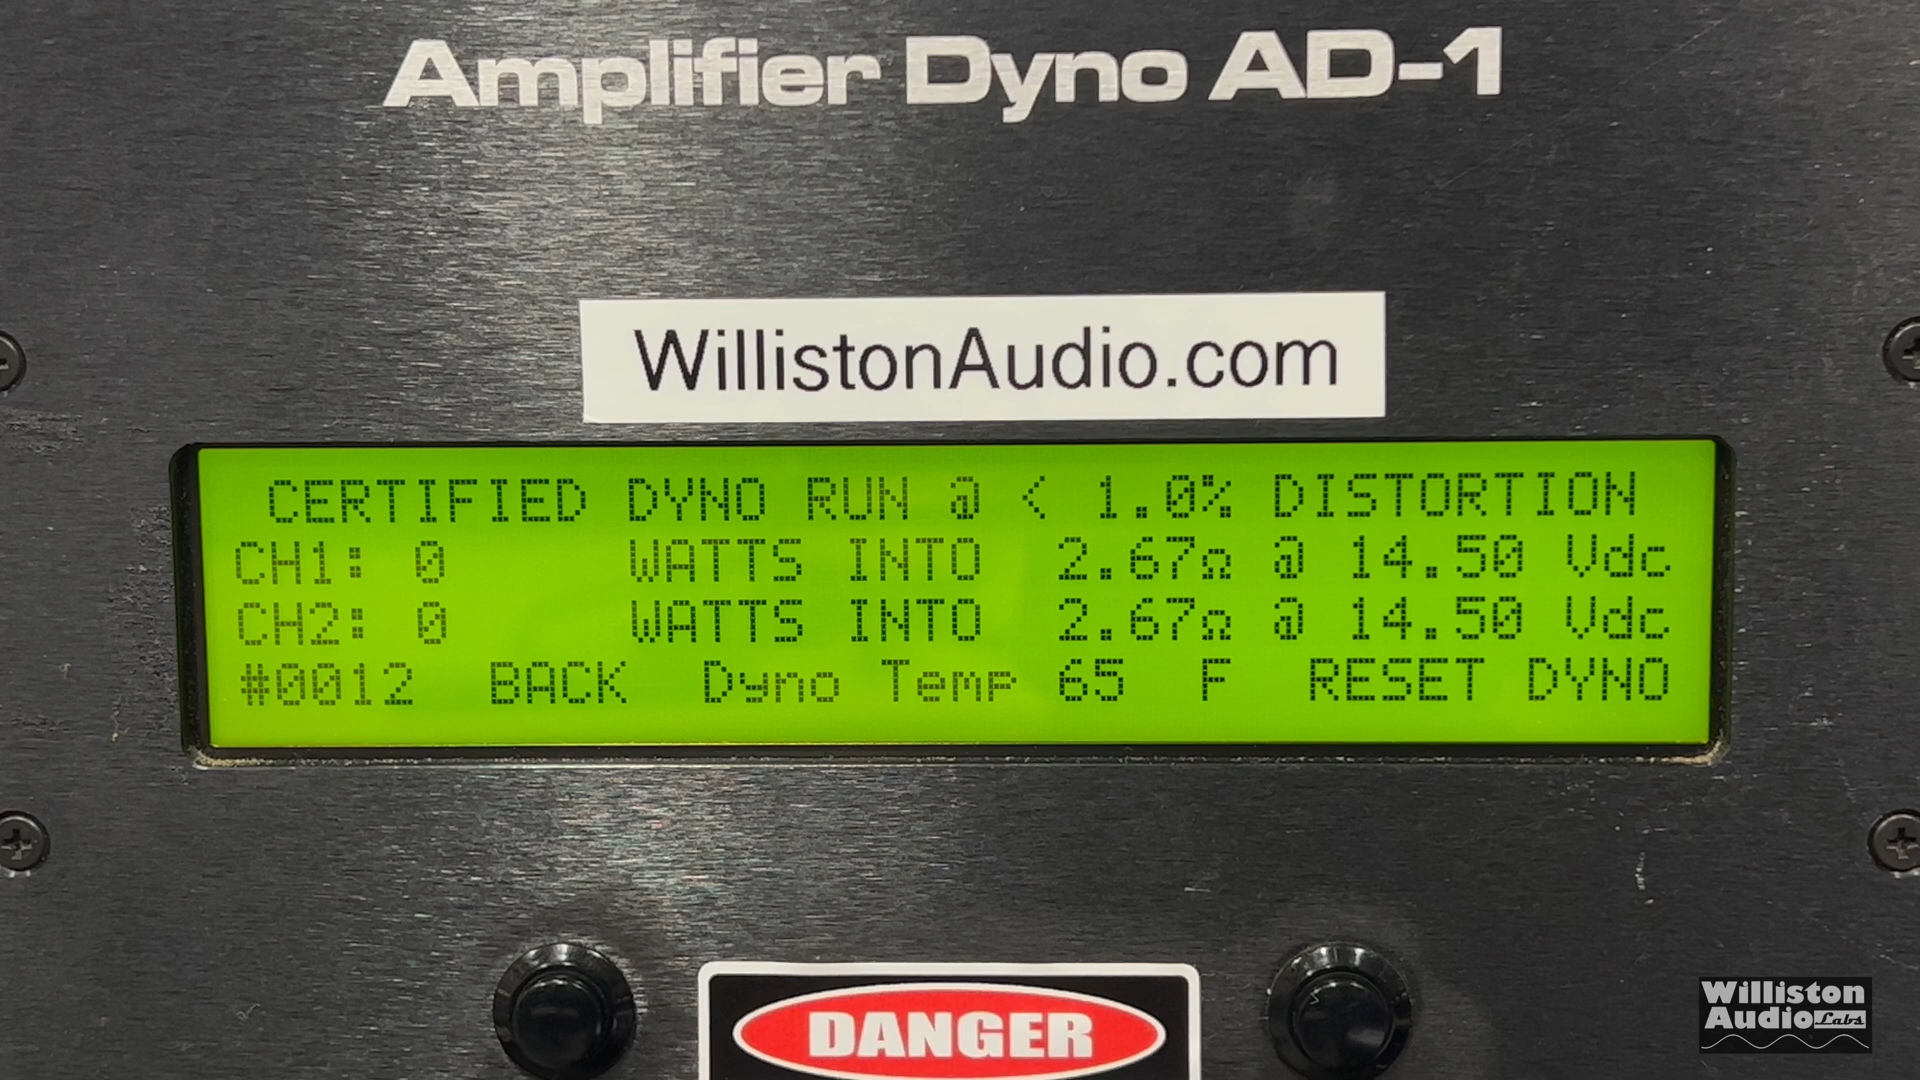 Amplifier Dyno AD-1
WillistonAudio.com
CERTIFIED DYNO RUN @ < 1.0% DISTORTION
CH1: 0 WATTS INTO 2.67Ω @ 14.50 Vdc
CH2: 0 WATTS INTO 2.67Ω @ 14.50 Vdc
#0012 BACK Dyno Temp 65 F RESET DYNO
DANGER
Williston
Audio Labs